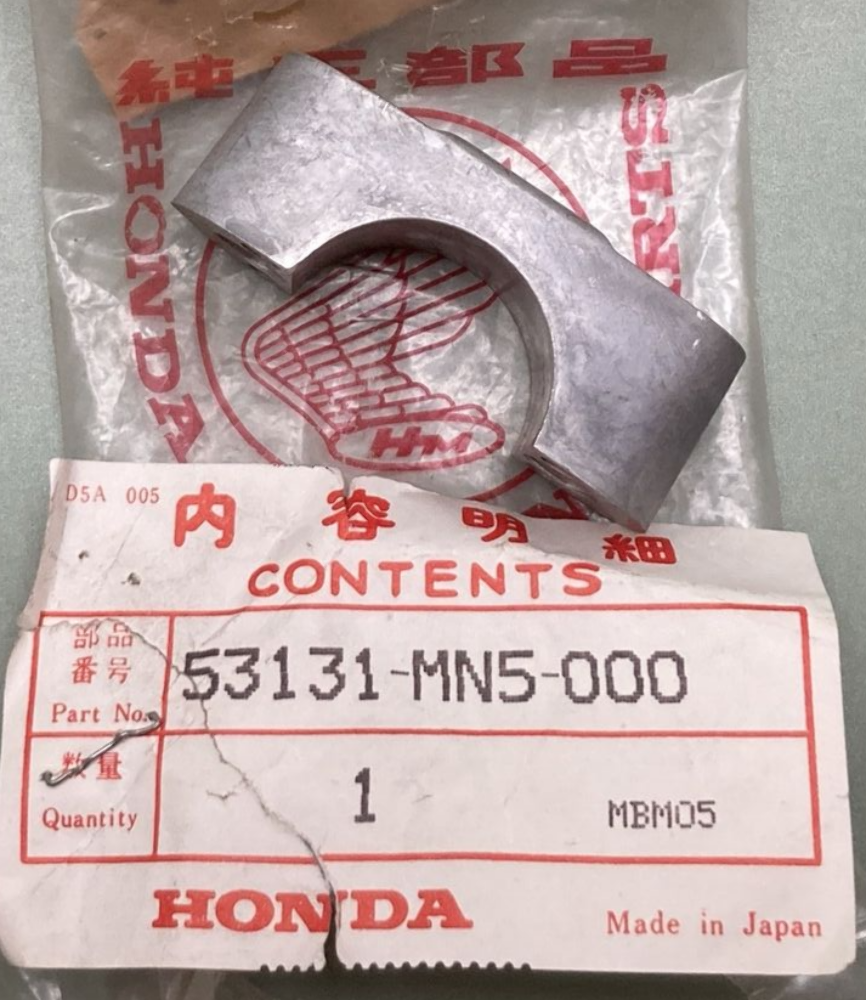 純正部品
HONDA
PARTS
HM
D5A 005
内容明細
CONTENTS
部品
番号
Part No.
53131-MN5-000
数量
Quantity
1
MBM05
HONDA
Made in Japan